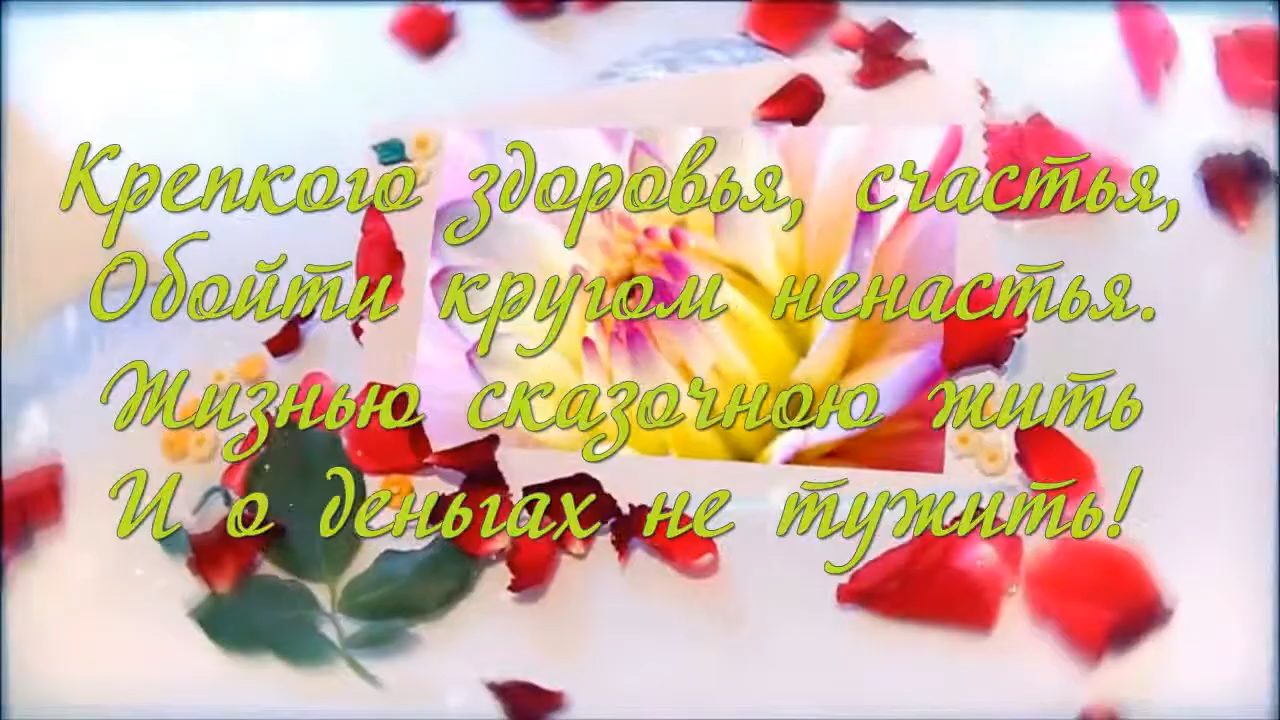 Крепкого здоровья, счастья,
Обойти кругом ненастья.
Жизнью сказочною жить
И о деньгах не тужить!